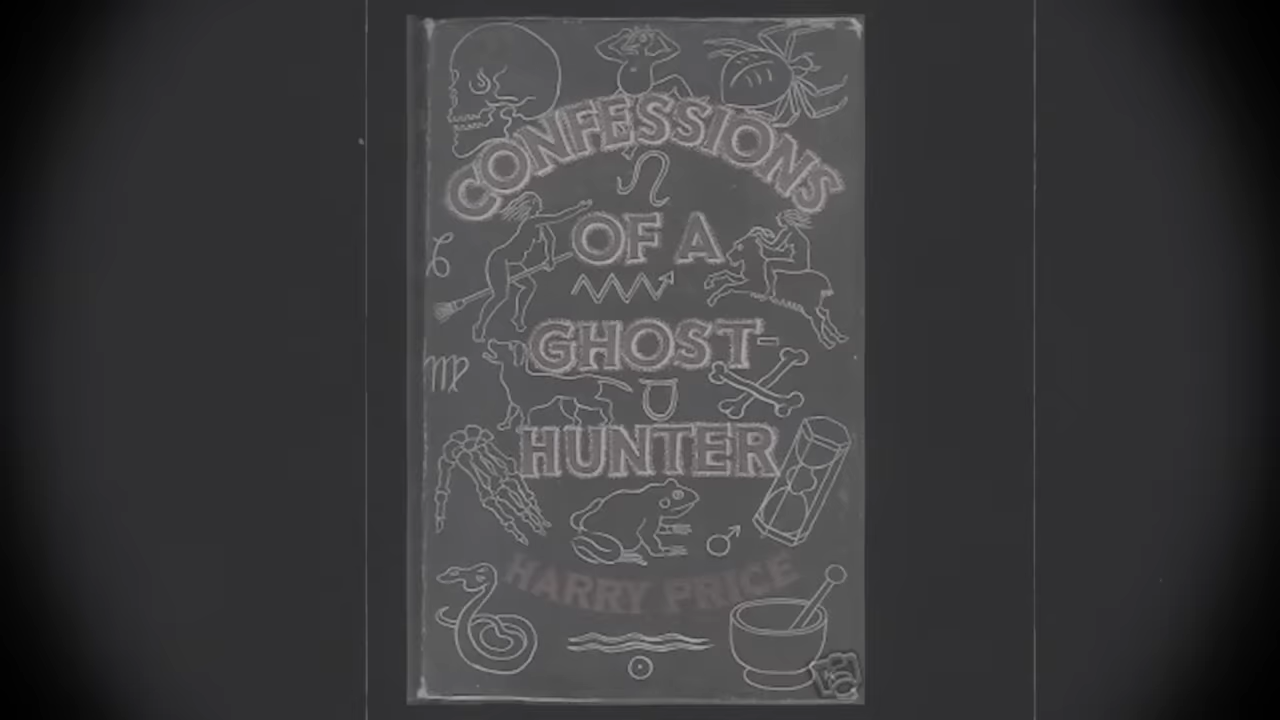 CONFESSIONS
OF A
GHOST-
HUNTER
HARRY PRICE